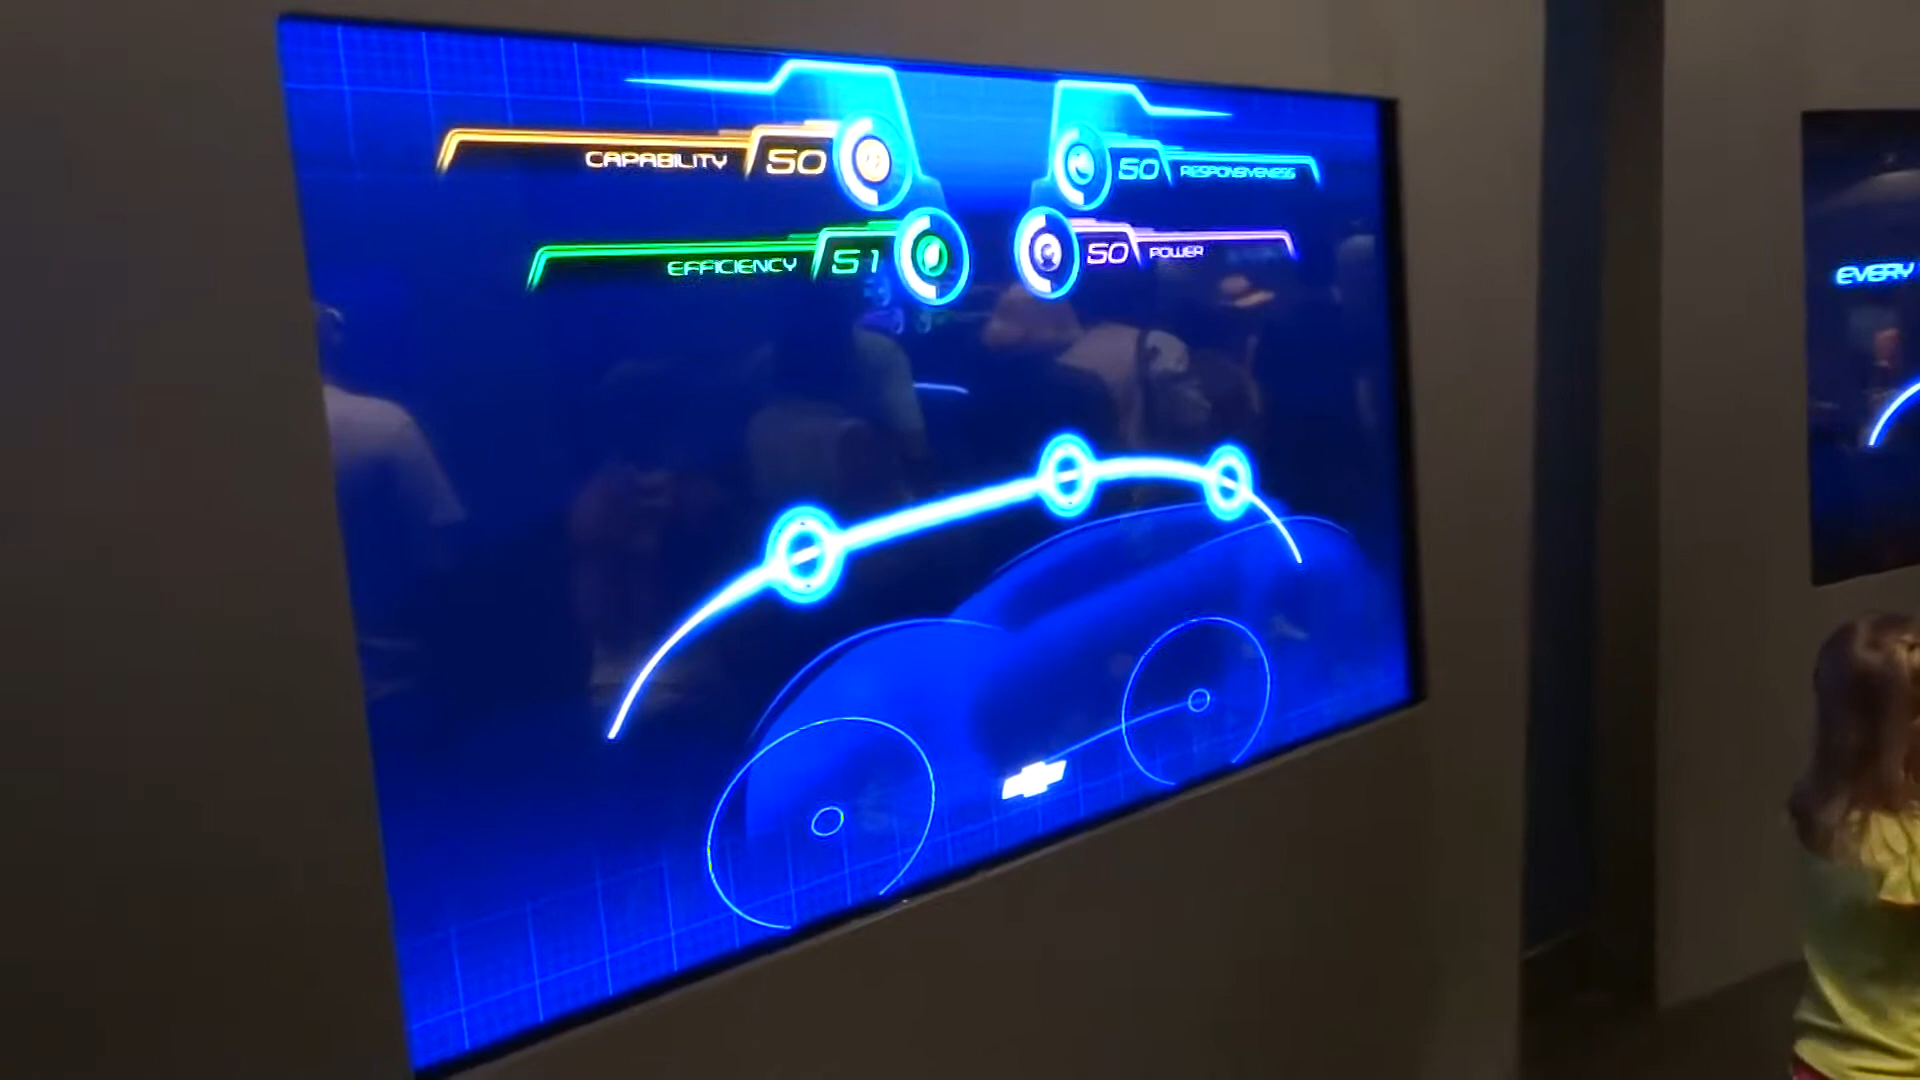 CAPABILITY 50
50 RESPONSIVENESS
EFFICIENCY 51
50 POWER
EVERY